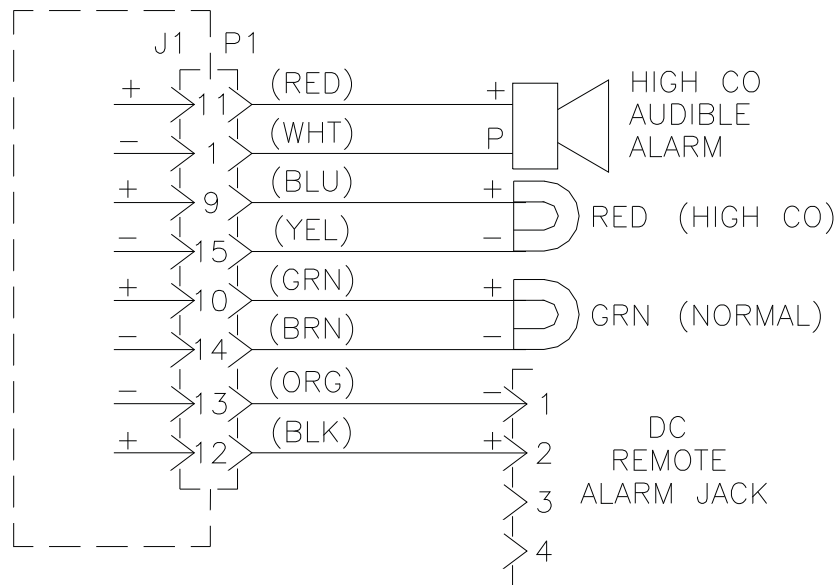 J1 P1
+ 11 (RED) + HIGH CO
AUDIBLE
ALARM
− 1 (WHT) P
+ 9 (BLU) + RED (HIGH CO)
− 15 (YEL) −
+ 10 (GRN) + GRN (NORMAL)
− 14 (BRN) −
− 13 (ORG) − 1
+ 12 (BLK) + 2
DC
REMOTE
ALARM JACK
3
4